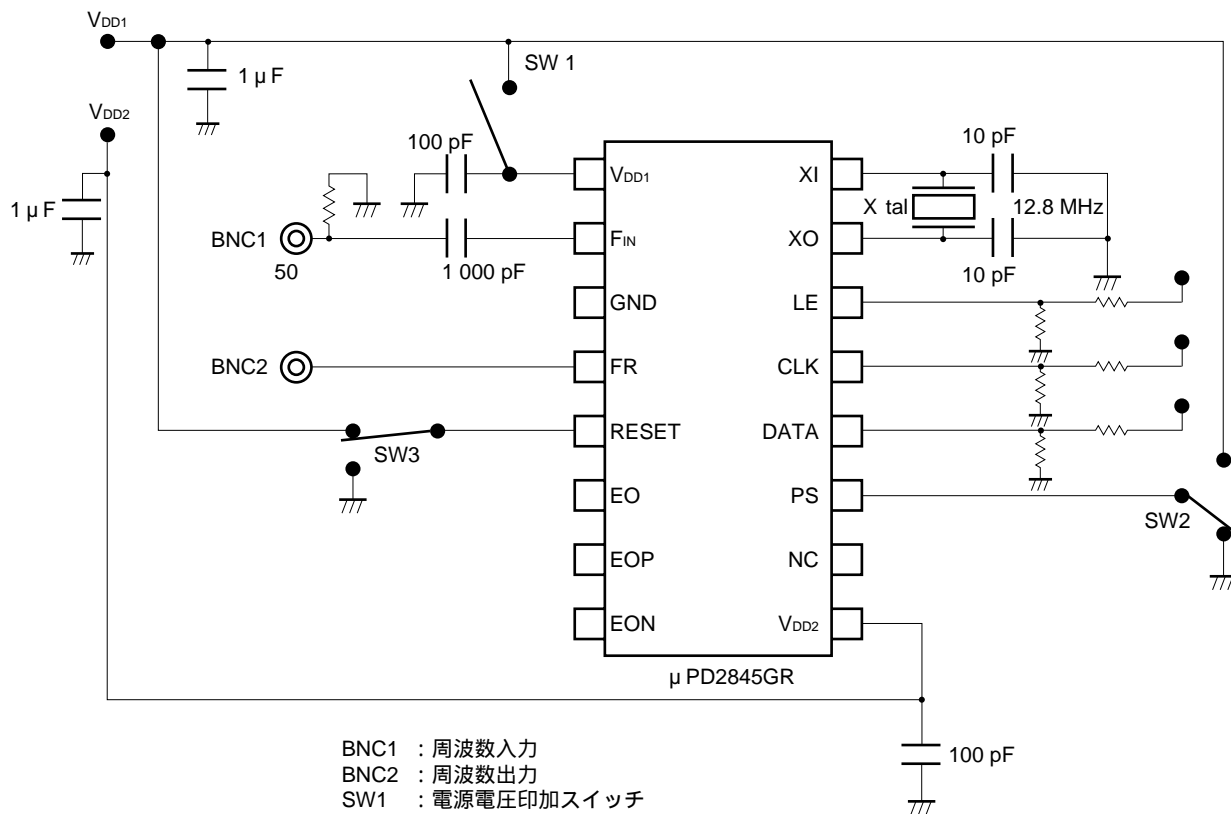 VDD1
SW 1
1 μ F
VDD2
100 pF
10 pF
VDD1
XI
1 μ F
X tal
12.8 MHz
BNC1
FIN
XO
50
1 000 pF
10 pF
GND
LE
BNC2
FR
CLK
RESET
DATA
SW3
EO
PS
SW2
EOP
NC
EON
VDD2
μ PD2845GR
BNC1 : 周波数入力
BNC2 : 周波数出力
SW1 : 電源電圧印加スイッチ
100 pF